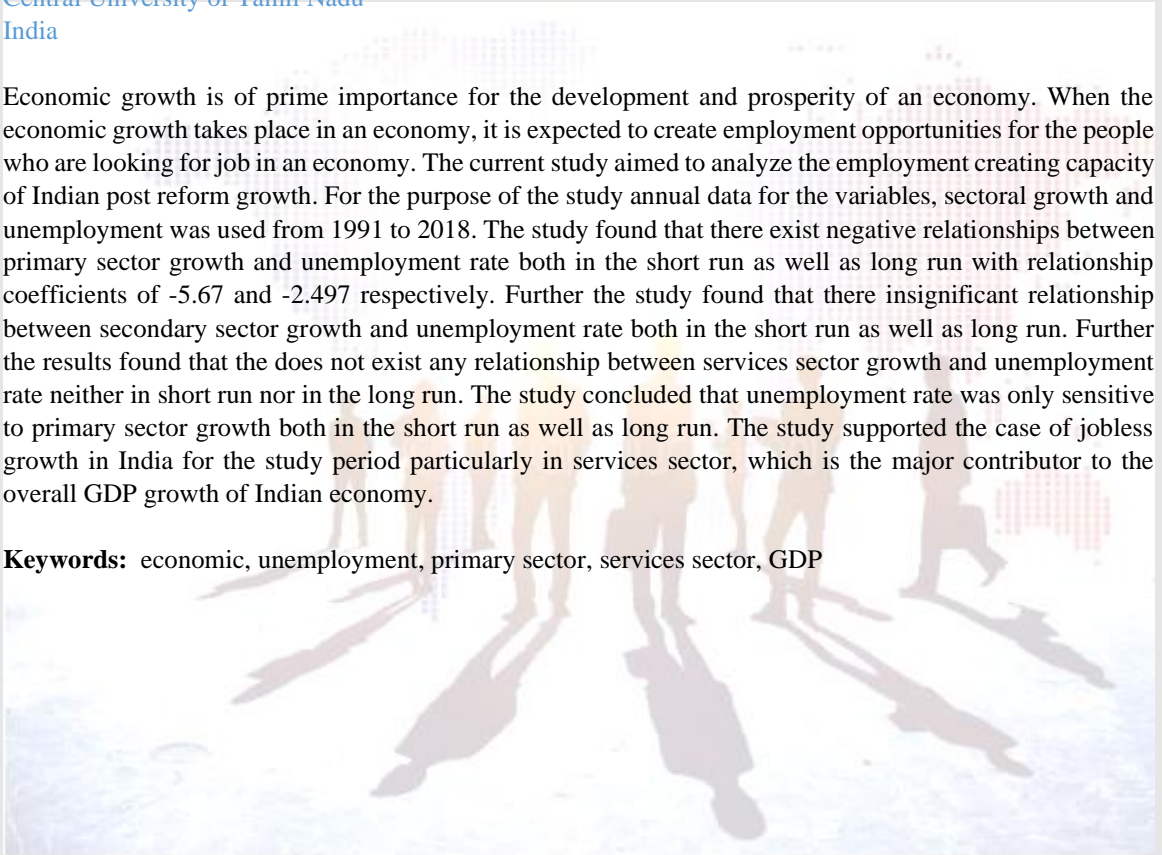 Central University of Tamil Nadu
India
Economic growth is of prime importance for the development and prosperity of an economy. When the
economic growth takes place in an economy, it is expected to create employment opportunities for the people
who are looking for job in an economy. The current study aimed to analyze the employment creating capacity
of Indian post reform growth. For the purpose of the study annual data for the variables, sectoral growth and
unemployment was used from 1991 to 2018. The study found that there exist negative relationships between
primary sector growth and unemployment rate both in the short run as well as long run with relationship
coefficients of -5.67 and -2.497 respectively. Further the study found that there insignificant relationship
between secondary sector growth and unemployment rate both in the short run as well as long run. Further
the results found that the does not exist any relationship between services sector growth and unemployment
rate neither in short run nor in the long run. The study concluded that unemployment rate was only sensitive
to primary sector growth both in the short run as well as long run. The study supported the case of jobless
growth in India for the study period particularly in services sector, which is the major contributor to the
overall GDP growth of Indian economy.
Keywords: economic, unemployment, primary sector, services sector, GDP